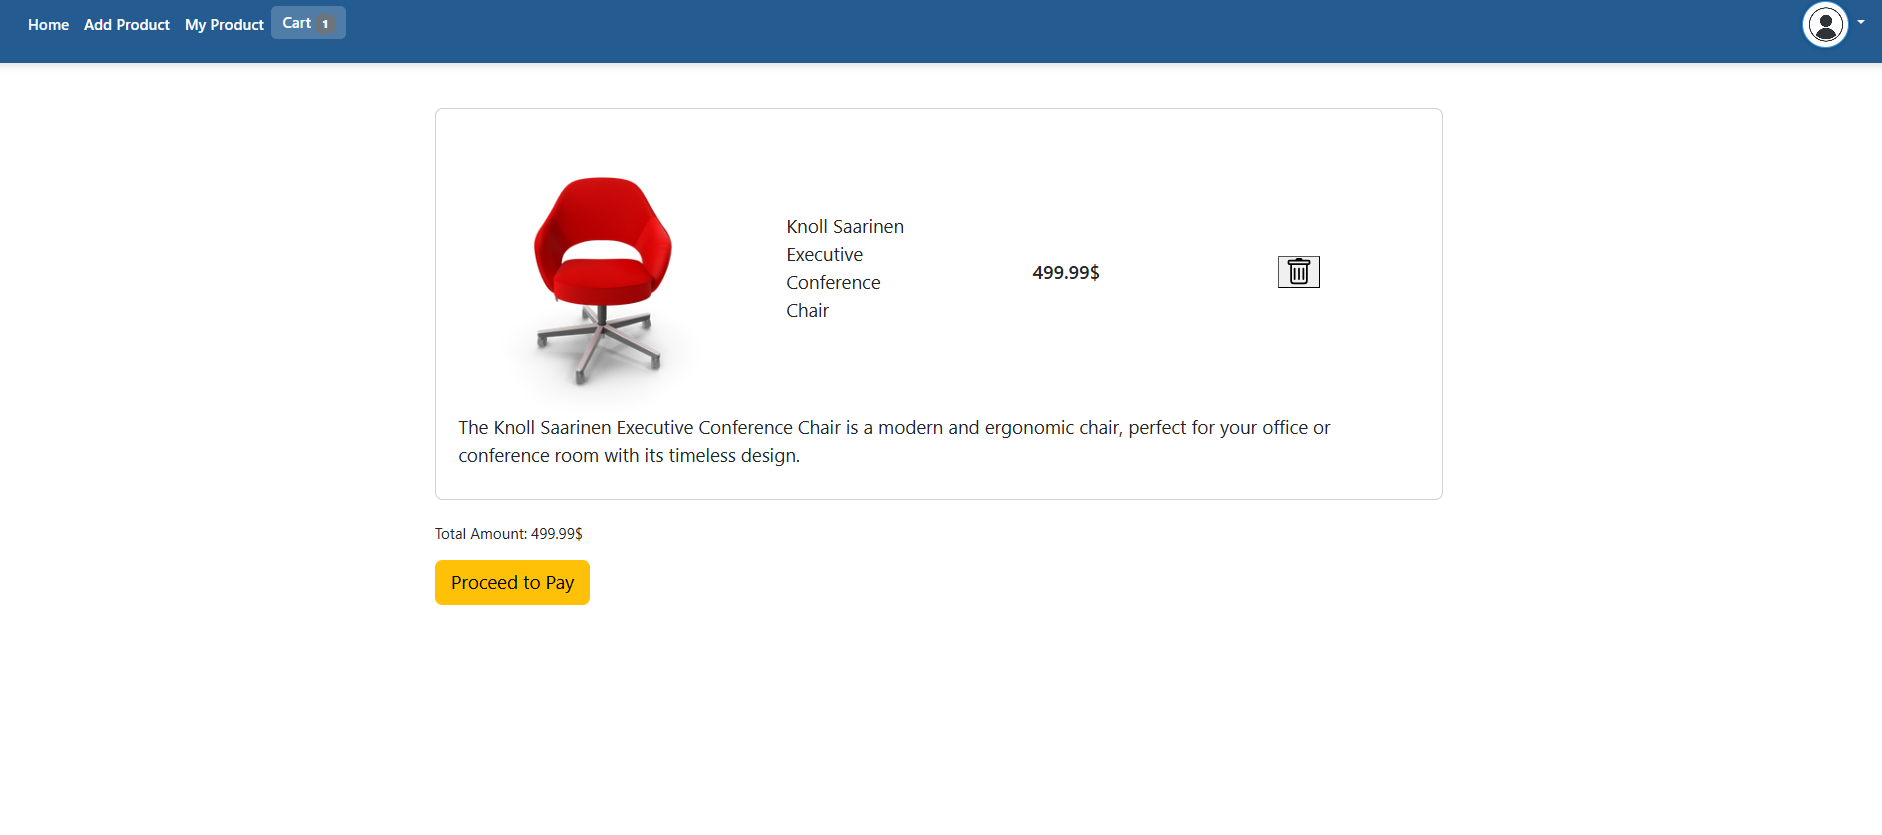 Home Add Product My Product Cart 1
Knoll Saarinen
Executive
Conference
Chair
499.99$
The Knoll Saarinen Executive Conference Chair is a modern and ergonomic chair, perfect for your office or
conference room with its timeless design.
Total Amount: 499.99$
Proceed to Pay